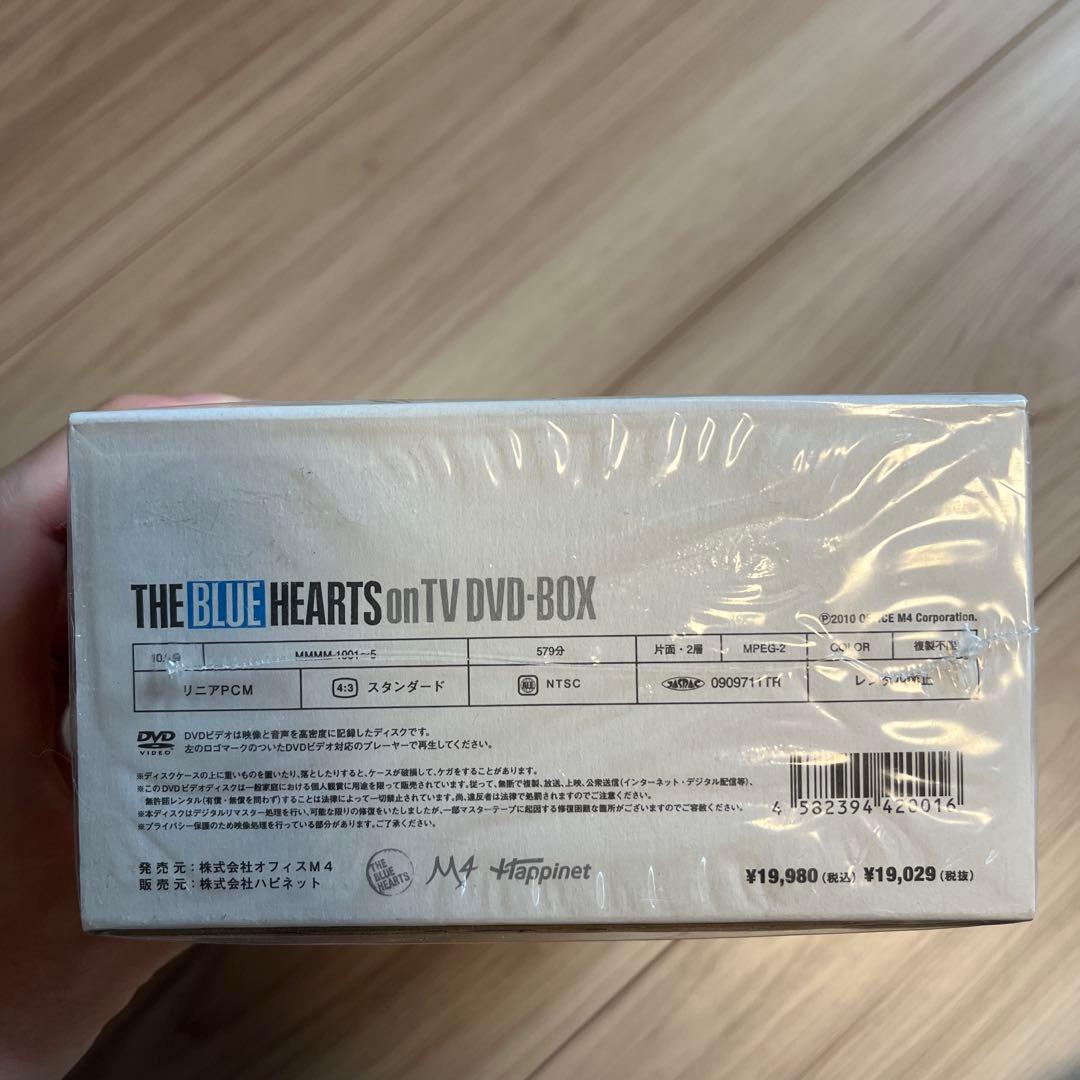 THE BLUE HEARTS on TV DVD-BOX
℗2010 OFFICE M4 Corporation.
MMMM-1001〜5 579分 片面・2層 MPEG-2 COLOR 複製不能
リニアPCM 4:3 スタンダード ALL NTSC JASRAC 0909711TR レンタル禁止
DVD VIDEO
DVDビデオは映像と音声を高密度に記録したディスクです。
左のロゴマークのついたDVDビデオ対応のプレーヤーで再生してください。
※ディスクケースの上に重いものを置いたり、落としたりすると、ケースが破損して、ケガをすることがあります。
※このDVDビデオディスクは一般家庭における個人観賞に用途を限って販売されています。従って、無断で複製、放送、上映、公衆送信(インターネット・デジタル配信等)、
無許諾レンタル(有償・無償を問わず)することは法律によって一切禁止されています。尚、違反者は法律で処罰されますのでご注意ください。
※本ディスクはデジタルリマスター処理を行い、可能な限りの修復をいたしましたが、一部マスターテープに起因する修復困難な箇所がございますのでご容赦ください。
※プライバシー保護のため映像処理を行っている部分があります。ご了承ください。
4 582394 420016
発売元：株式会社オフィスM4
販売元：株式会社ハピネット
THE BLUE HEARTS M4 Happinet
¥19,980(税込) ¥19,029(税抜)